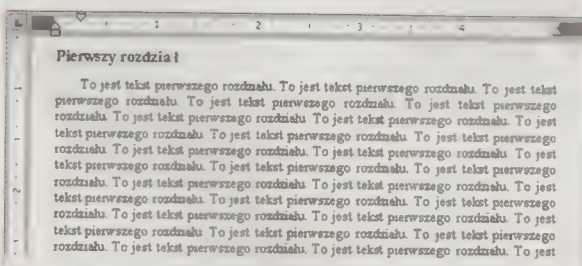 1 2 3 4
Pierwszy rozdział
To jest tekst pierwszego rozdziału. To jest tekst pierwszego rozdziału. To jest tekst
pierwszego rozdziału. To jest tekst pierwszego rozdziału. To jest tekst pierwszego
rozdziału. To jest tekst pierwszego rozdziału. To jest tekst pierwszego rozdziału. To jest
tekst pierwszego rozdziału. To jest tekst pierwszego rozdziału. To jest tekst pierwszego
rozdziału. To jest tekst pierwszego rozdziału. To jest tekst pierwszego rozdziału. To jest
tekst pierwszego rozdziału. To jest tekst pierwszego rozdziału. To jest tekst pierwszego
rozdziału. To jest tekst pierwszego rozdziału. To jest tekst pierwszego rozdziału. To jest
tekst pierwszego rozdziału. To jest tekst pierwszego rozdziału. To jest tekst pierwszego
rozdziału. To jest tekst pierwszego rozdziału. To jest tekst pierwszego rozdziału. To jest
tekst pierwszego rozdziału. To jest tekst pierwszego rozdziału. To jest tekst pierwszego
rozdziału. To jest tekst pierwszego rozdziału. To jest tekst pierwszego rozdziału. To jest